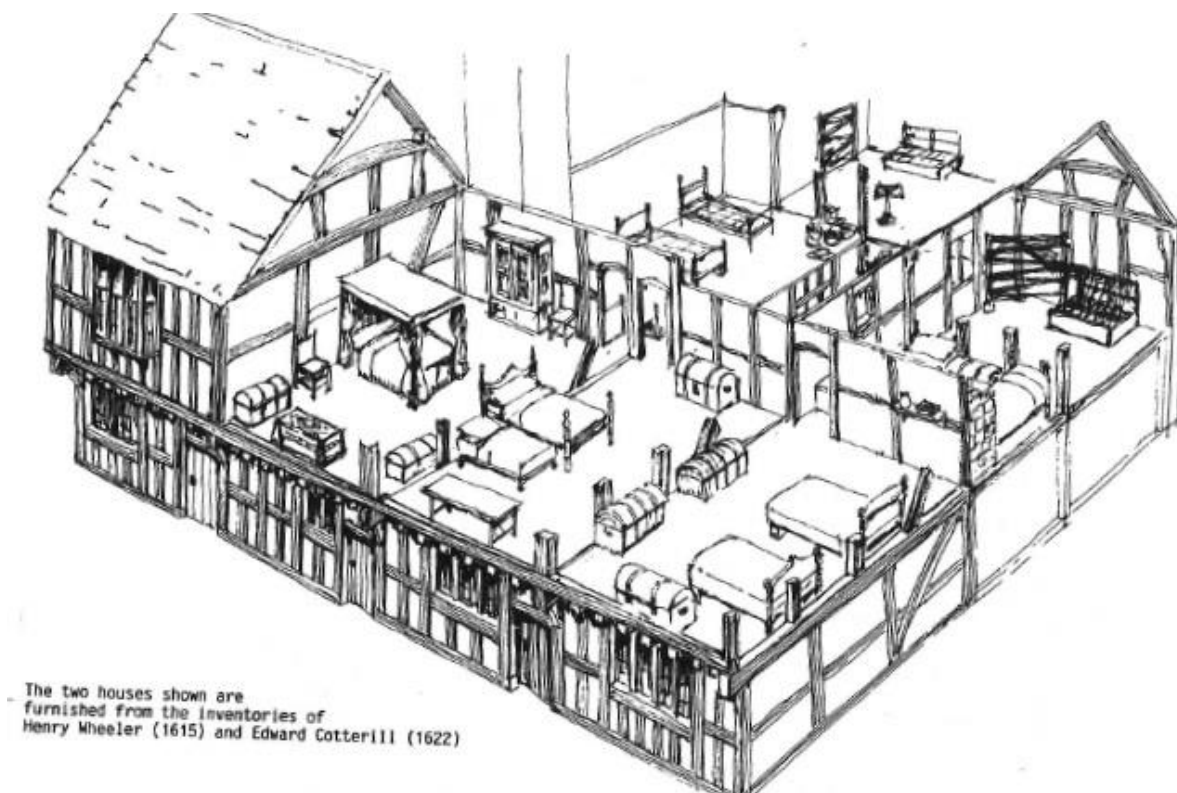 The two houses shown are
furnished from the inventories of
Henry Wheeler (1615) and Edward Cotterill (1622)